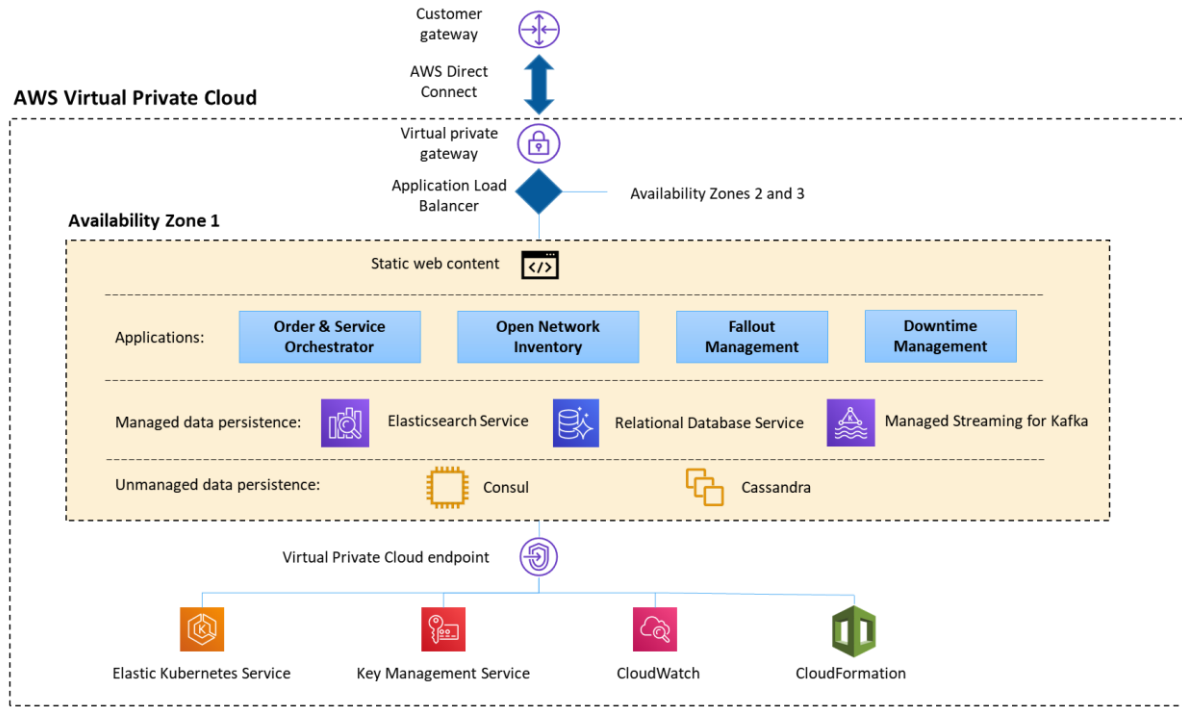 Customer
gateway
AWS Direct
Connect
AWS Virtual Private Cloud
Virtual private
gateway
Application Load
Balancer
Availability Zones 2 and 3
Availability Zone 1
Static web content
</>
Applications:
Order & Service
Orchestrator
Open Network
Inventory
Fallout
Management
Downtime
Management
Managed data persistence:
Elasticsearch Service
Relational Database Service
K
Managed Streaming for Kafka
Unmanaged data persistence:
Consul
Cassandra
Virtual Private Cloud endpoint
K
Elastic Kubernetes Service
Key Management Service
CloudWatch
CloudFormation